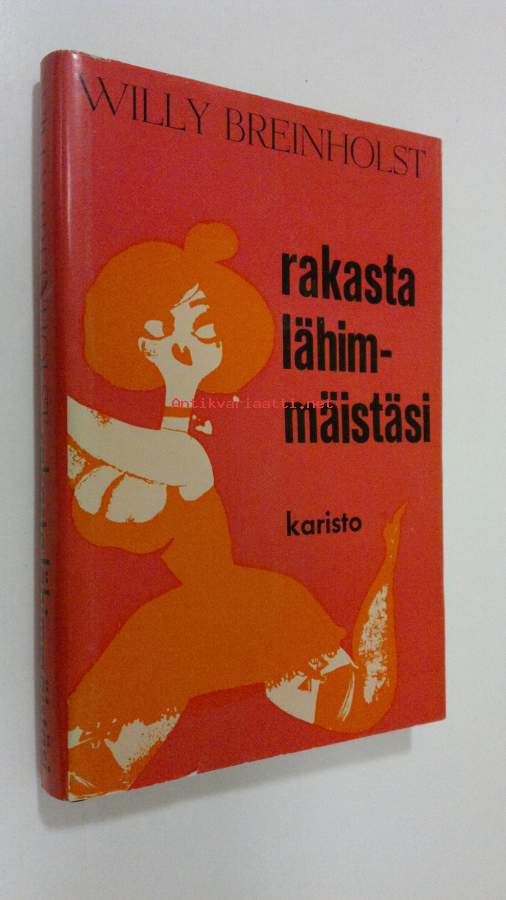 WILLY BREINHOLST
rakasta
lähim-
mäistäsi
karisto
Antikvariaatti.net